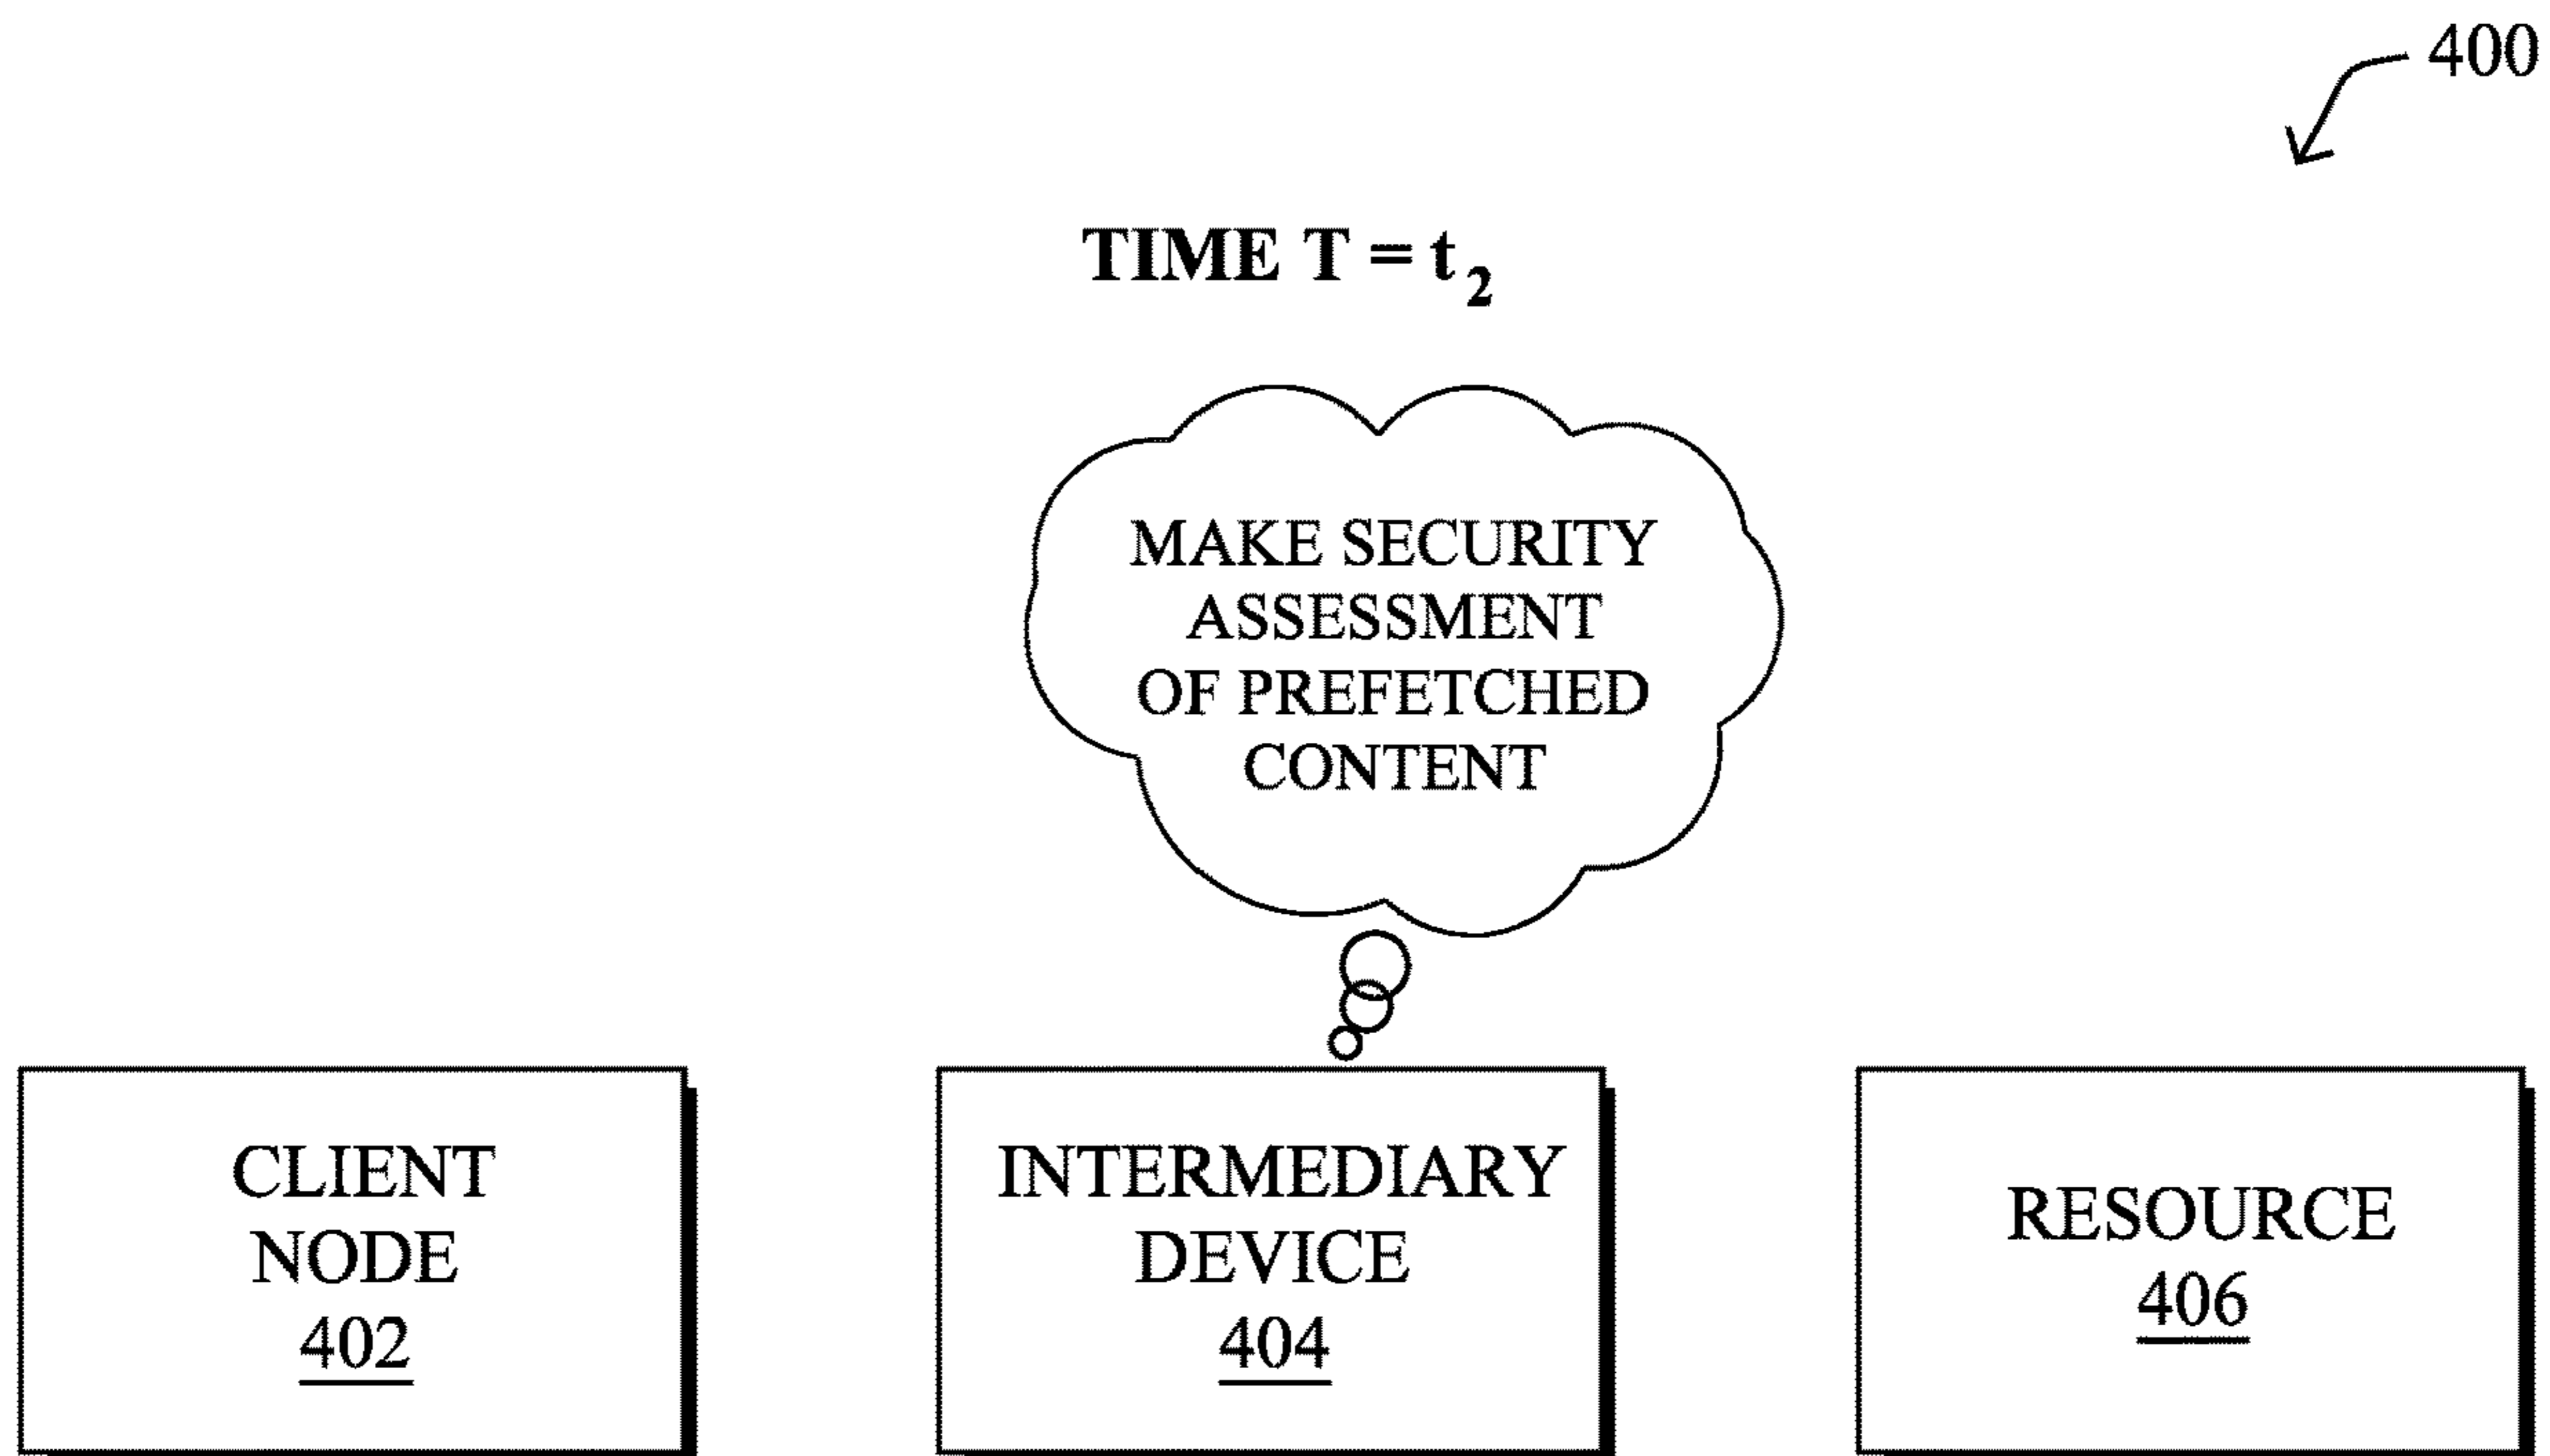 400
TIME T = t2
MAKE SECURITY
ASSESSMENT
OF PREFETCHED
CONTENT
CLIENT
NODE
402
INTERMEDIARY
DEVICE
404
RESOURCE
406